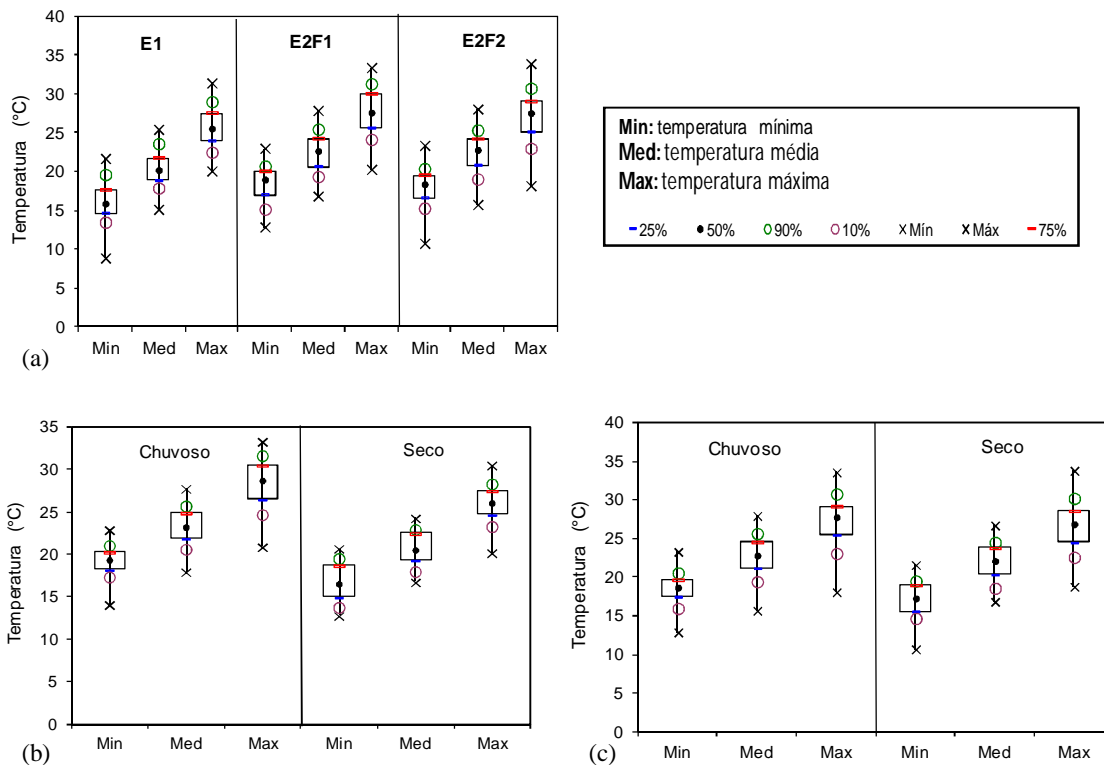 40
35
30
25
20
15
10
5
0
Temperatura (°C)
E1
E2F1
E2F2
Min Med Max Min Med Max Min Med Max
(a)
Min: temperatura mínima
Med: temperatura média
Max: temperatura máxima
25% 50% 90% 10% Mín Máx 75%
35
30
25
20
15
10
5
0
Temperatura (°C)
Chuvoso
Seco
Min Med Max Min Med Max
(b)
40
35
30
25
20
15
10
5
0
Temperatura (°C)
Chuvoso
Seco
Min Med Max Min Med Max
(c)